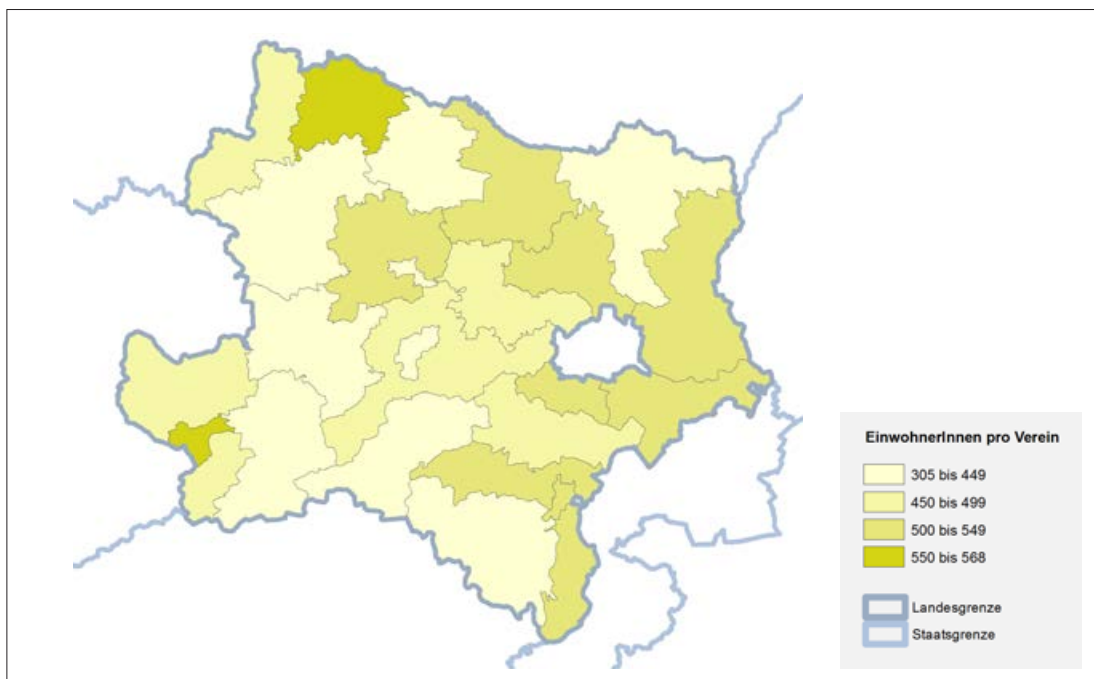 EinwohnerInnen pro Verein
305 bis 449
450 bis 499
500 bis 549
550 bis 568
Landesgrenze
Staatsgrenze